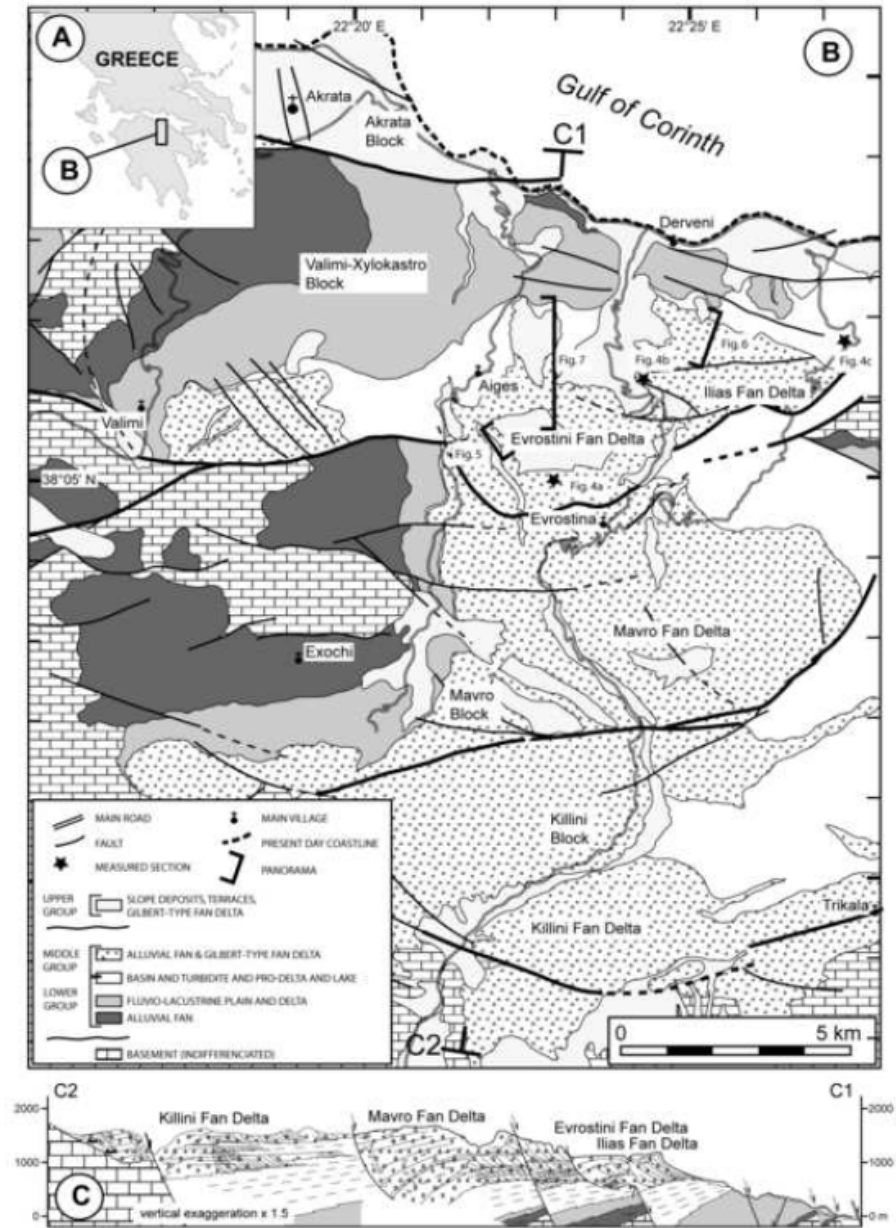 A
GREECE
B
22°20'
22°25'
B
Akrata
Akrata
Block
C1
Gulf of Corinth
Derveni
Valimi-Xylokastro
Block
Fig. 7
Fig. 4b
Fig. 6
Fig. 4c
Aiges
Ilias Fan Delta
Valimi
Evrostini Fan Delta
Fig. 5
38°05' N
Fig. 4a
Evrostina
Mavro Fan Delta
Exochi
Mavro
Block
Killini
Block
Trikala
Killini Fan Delta
C2
0 5 km
MAIN ROAD
MAIN VILLAGE
FAULT
PRESENT DAY COASTLINE
MEASURED SECTION
PANORAMA
UPPER
GROUP
SLOPE DEPOSITS, TERRACES,
GILBERT-TYPE FAN DELTA
MIDDLE
GROUP
ALLUVIAL FAN & GILBERT-TYPE FAN DELTA
BASIN AND TURBIDITE AND PRO-DELTA AND LAKE
LOWER
GROUP
FLUVIO-LACUSTRINE PLAIN AND DELTA
ALLUVIAL FAN
BASEMENT (INDIFFERENCIATED)
C2
C1
2000
Killini Fan Delta
Mavro Fan Delta
Evrostini Fan Delta
Ilias Fan Delta
2000
1000
1000
C
0
vertical exaggeration x 1.5
0 m